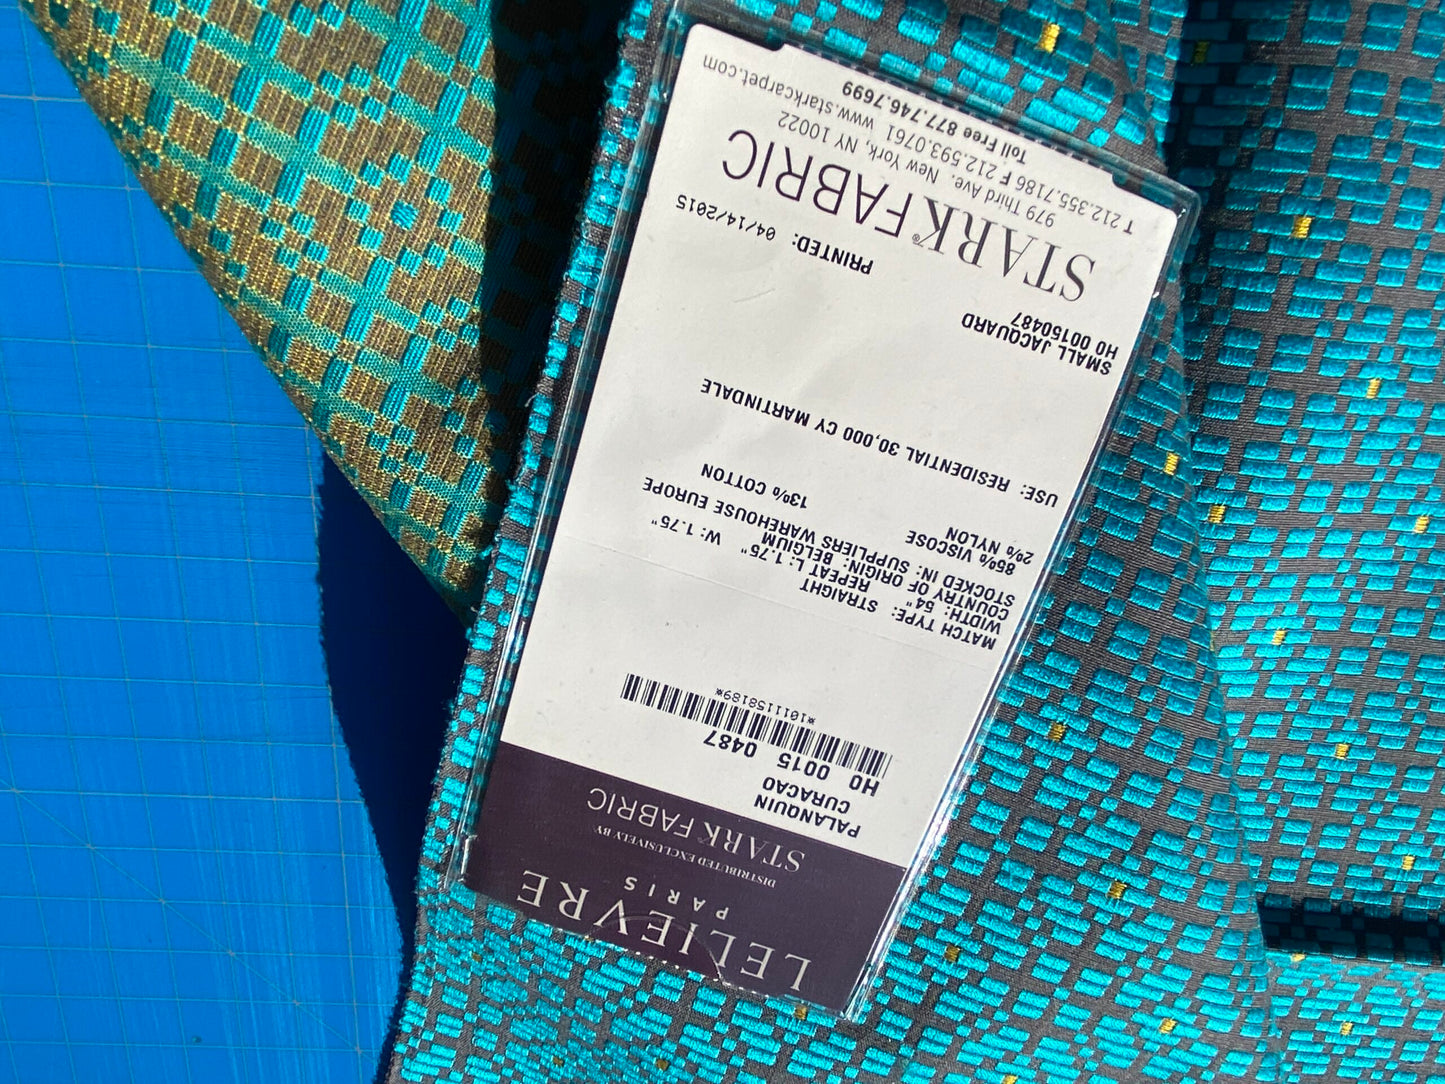 LELIEVRE
PARIS
DISTRIBUTED EXCLUSIVELY BY:
STARK FABRIC
PALANQUIN
CURACAO
H0 0015 0487
*1011158189*
MATCH TYPE: STRAIGHT
REPEAT L: 1.75" W: 1.75"
WIDTH: 54"
COUNTRY OF ORIGIN: BELGIUM
STOCKED IN: SUPPLIERS WAREHOUSE EUROPE
85% VISCOSE 13% COTTON
2% NYLON
USE: RESIDENTIAL 30,000 CY MARTINDALE
SMALL JACQUARD
H0 00150487
PRINTED: 04/14/2015
STARK® FABRIC
979 Third Ave. New York, NY 10022
T 212.355.7186 F 212.593.0761 www.starkcarpet.com
Toll Free 877.746.7699